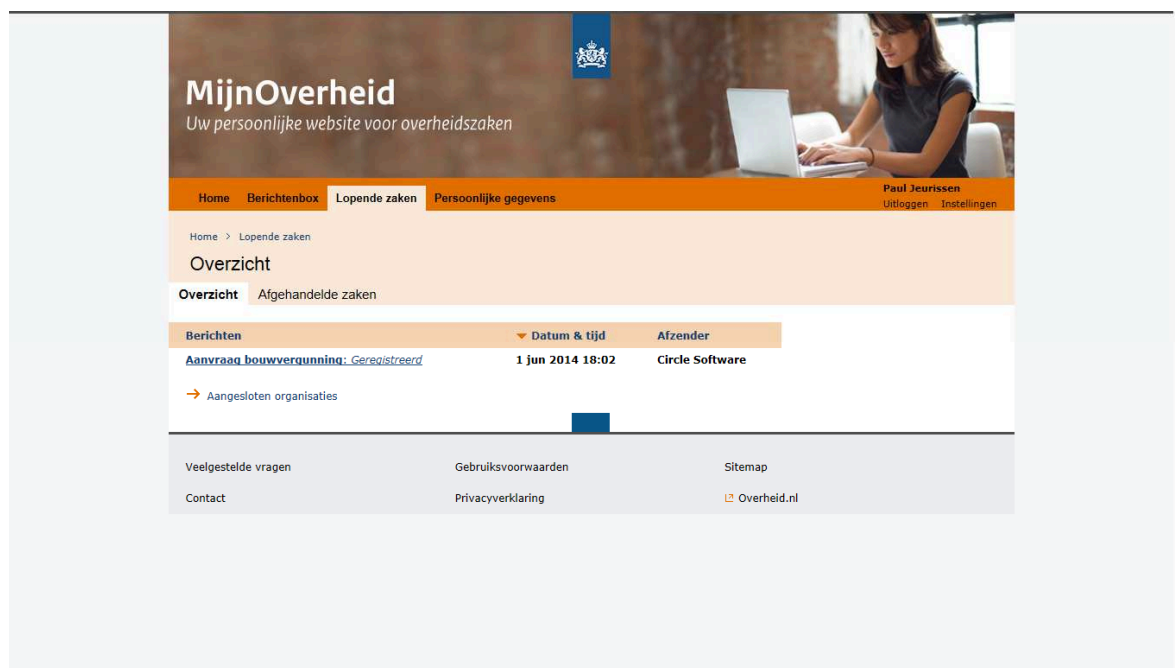 MijnOverheid
Uw persoonlijke website voor overheidszaken
Home Berichtenbox Lopende zaken Persoonlijke gegevens
Paul Jeurissen
Uitloggen Instellingen
Home > Lopende zaken
Overzicht
Overzicht Afgehandelde zaken
Berichten Datum & tijd Afzender
Aanvraag bouwvergunning: Geregistreerd 1 jun 2014 18:02 Circle Software
Aangesloten organisaties
Veelgestelde vragen Gebruiksvoorwaarden Sitemap
Contact Privacyverklaring Overheid.nl